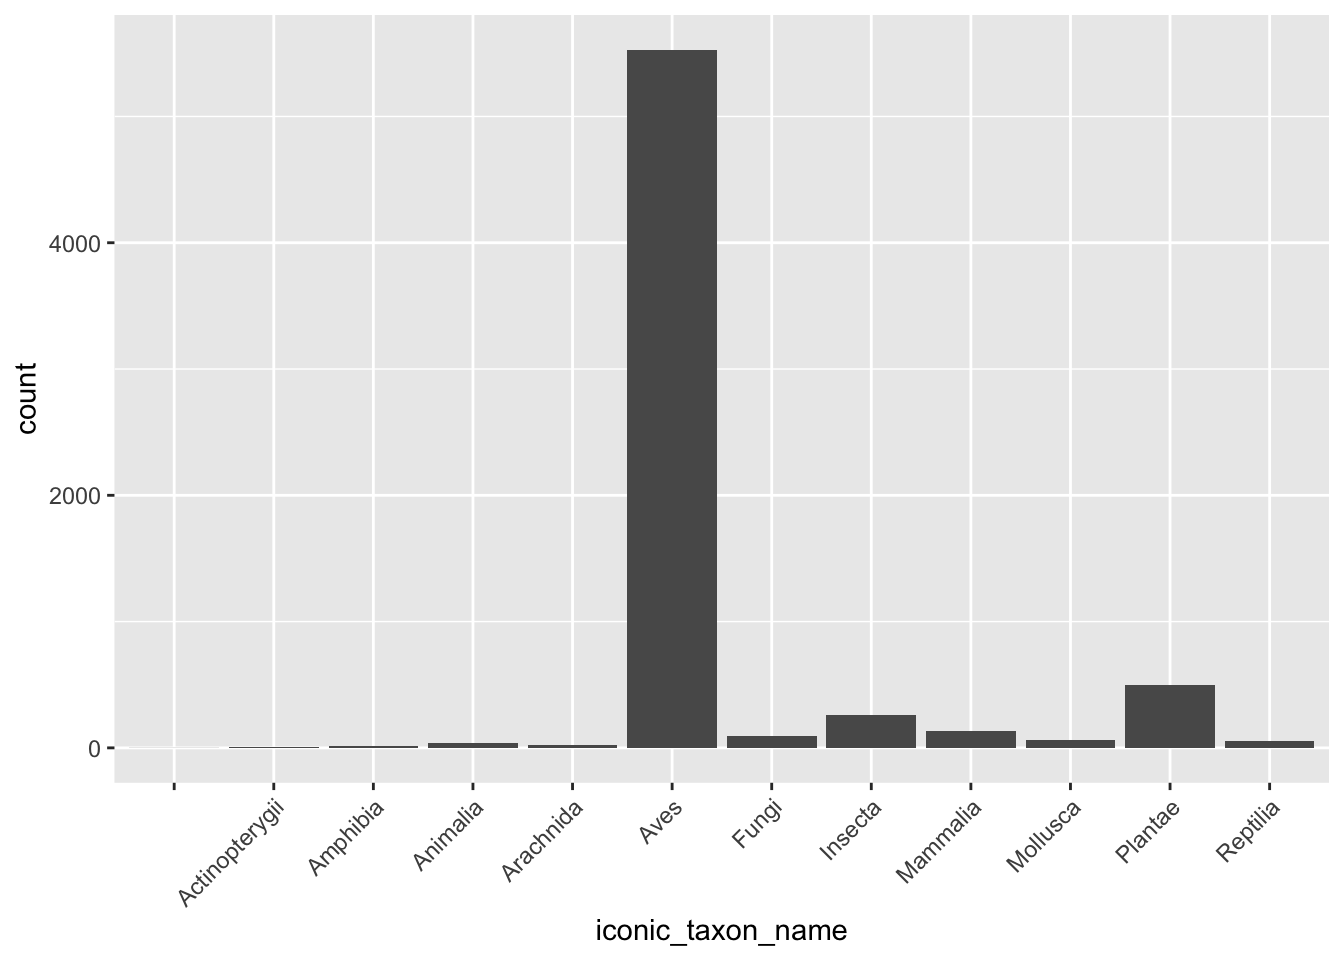 4000
2000
0
count
Actinopterygii
Amphibia
Animalia
Arachnida
Aves
Fungi
Insecta
Mammalia
Mollusca
Plantae
Reptilia
iconic_taxon_name